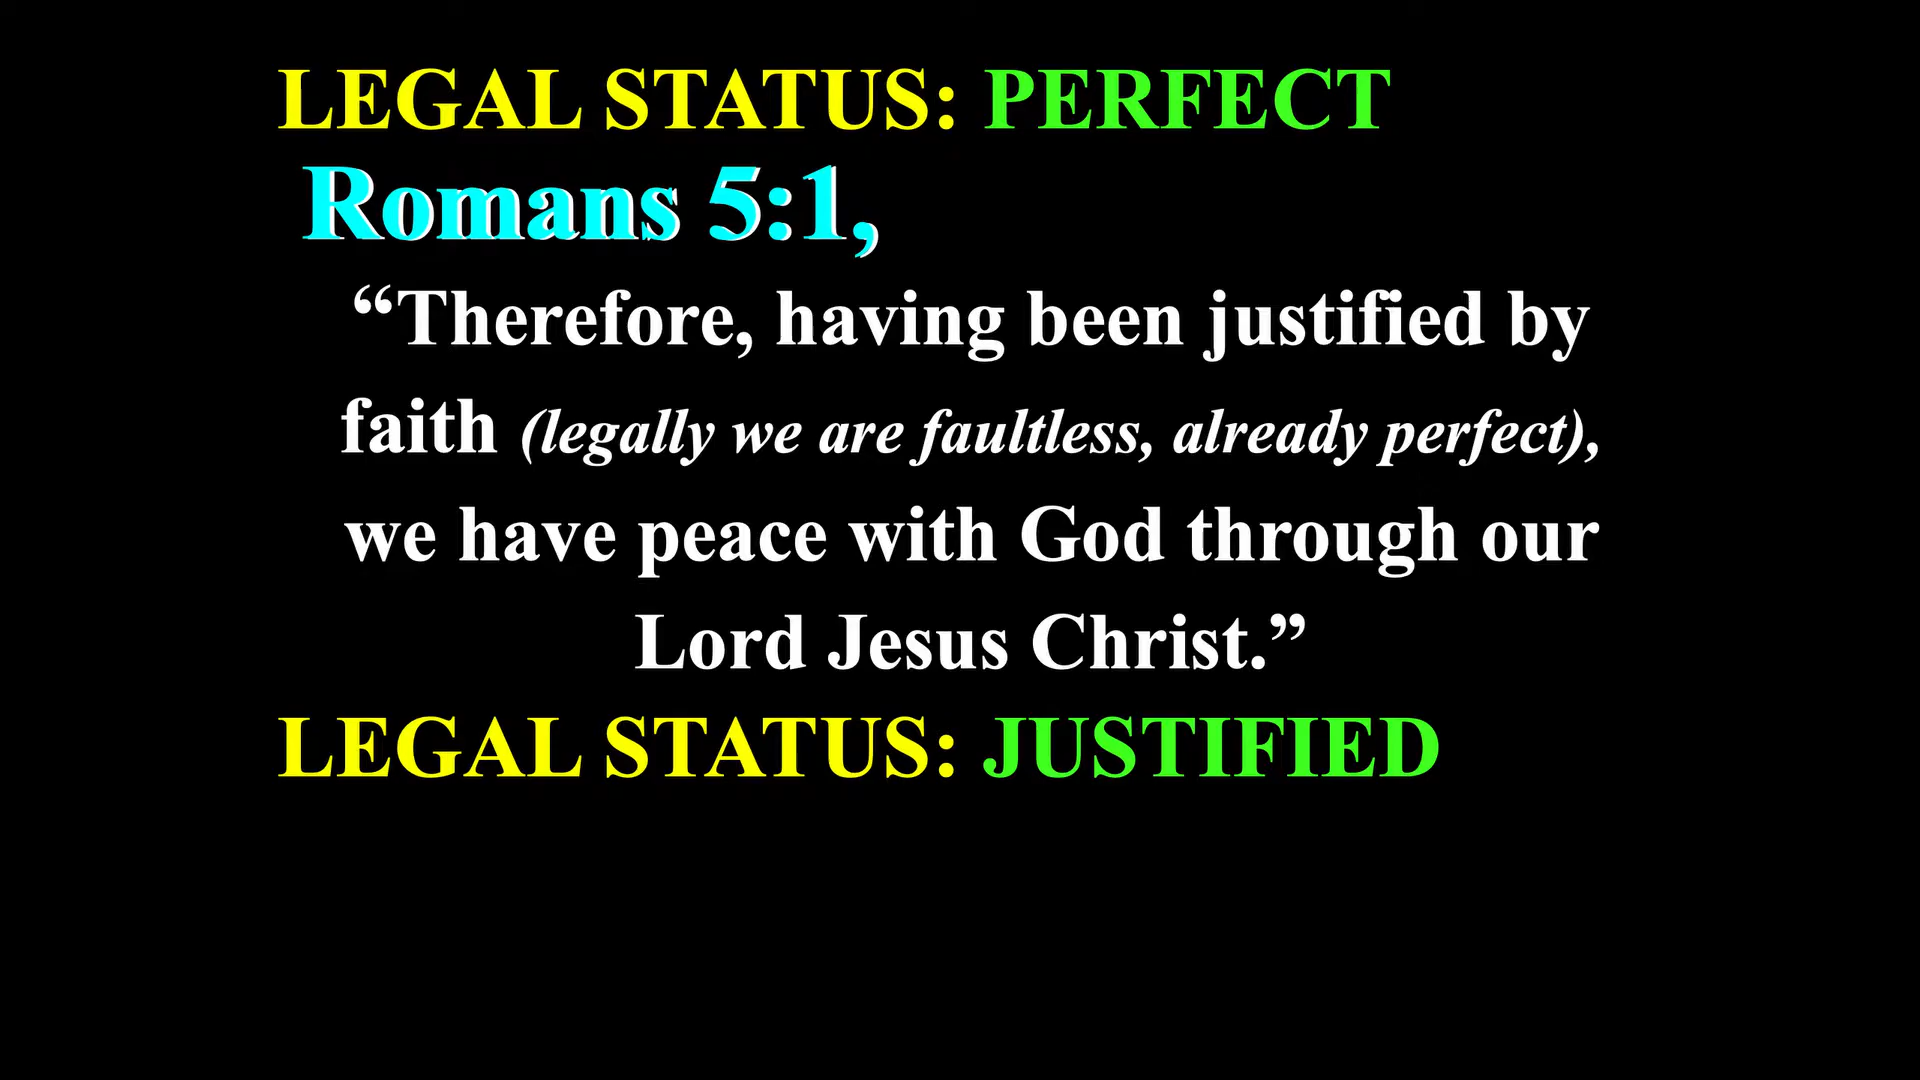 LEGAL STATUS: PERFECT
Romans 5:1,
“Therefore, having been justified by
faith (legally we are faultless, already perfect),
we have peace with God through our
Lord Jesus Christ.”
LEGAL STATUS: JUSTIFIED